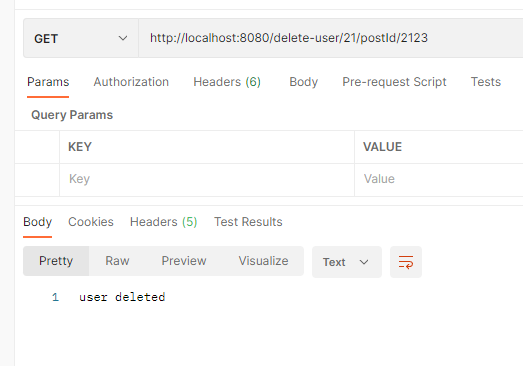 GET http://localhost:8080/delete-user/21/postId/2123
Params Authorization Headers (6) Body Pre-request Script Tests
Query Params
KEY VALUE
Key Value
Body Cookies Headers (5) Test Results
Pretty Raw Preview Visualize Text
1 user deleted